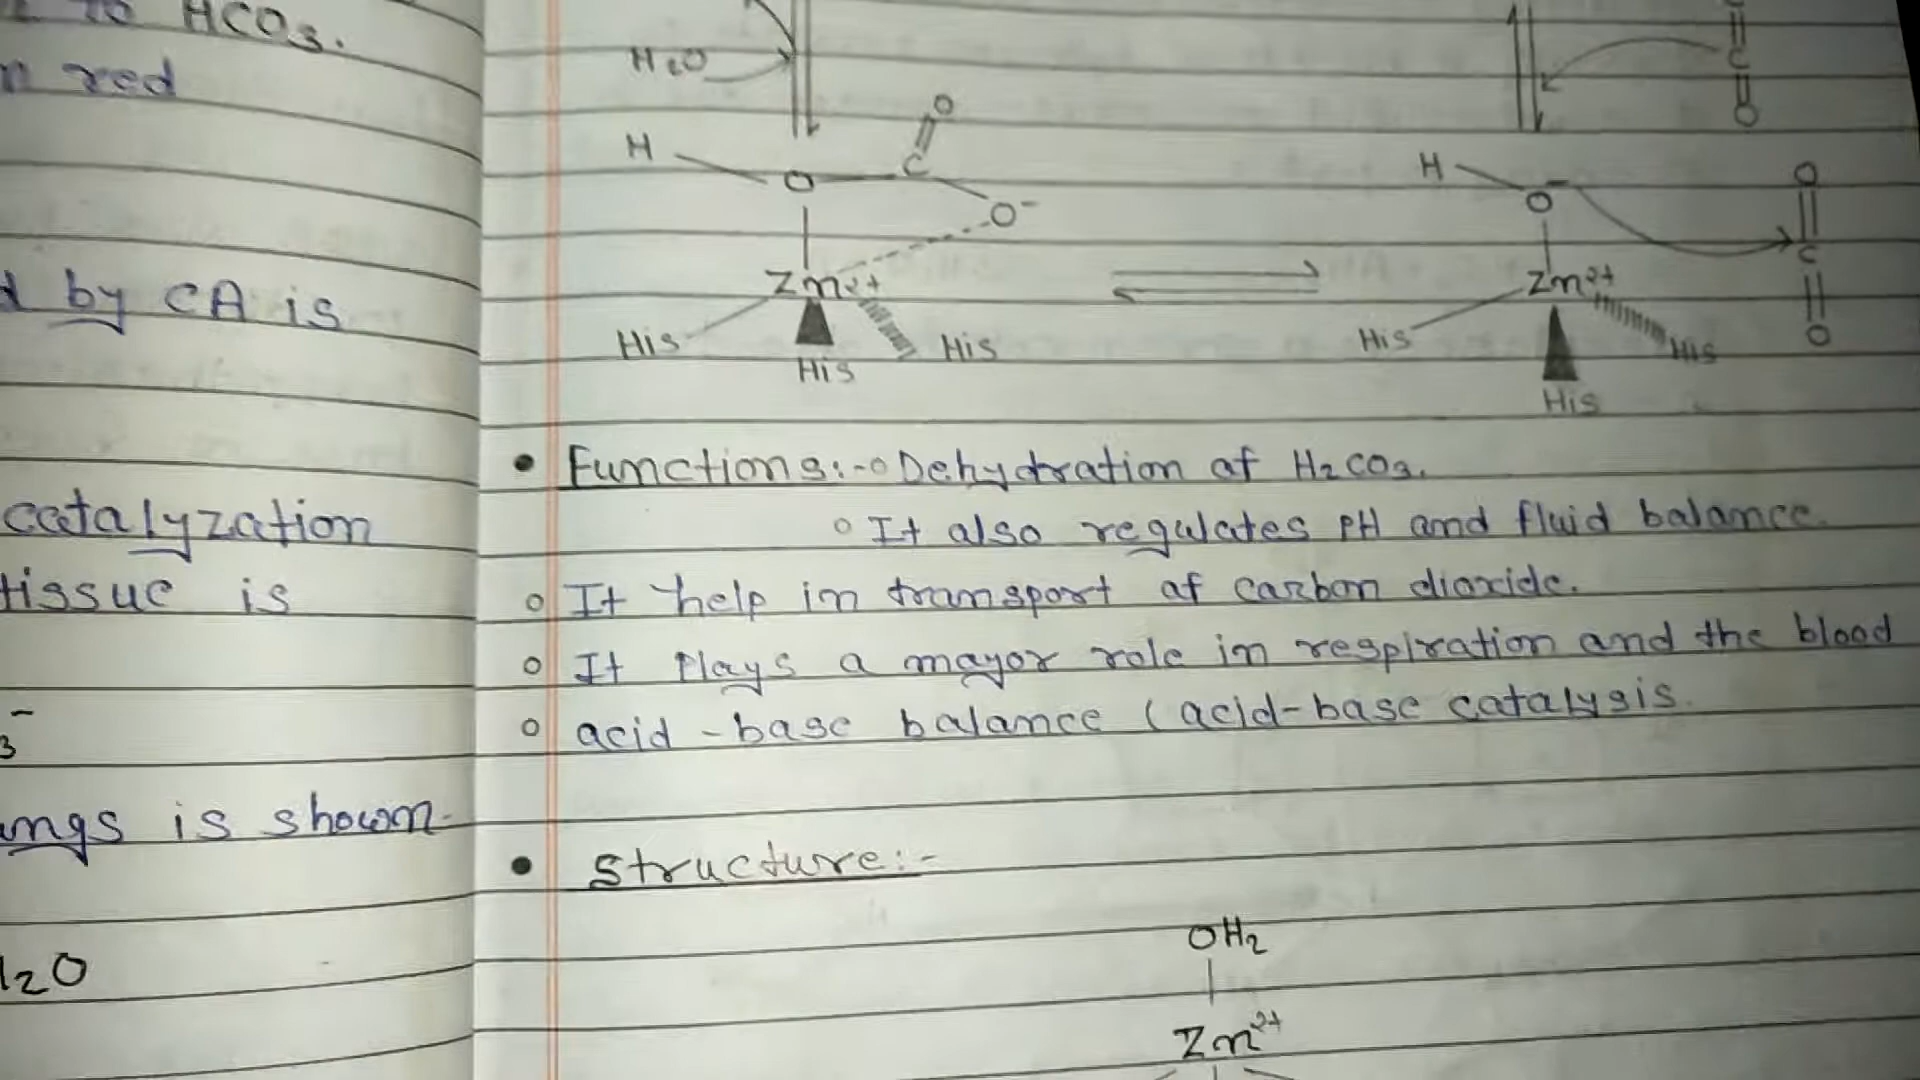 to HCO3.
red
by CA is
catalyzation
tissue is
3-
is shown
H2O
H
O
C
O
O-
Zn2+
His
His
His
C
O
H
O-
O
C
O
Zn2+
His
His
His
• Functions:- o Dehydration of H2CO3.
o It also regulates PH and fluid balance.
o It help in transport of carbon dioxide.
o It Plays a mayor role in respiration and the blood
o acid - base balance (acid-base catalysis.
• Structure:-
OH2
Zn2+